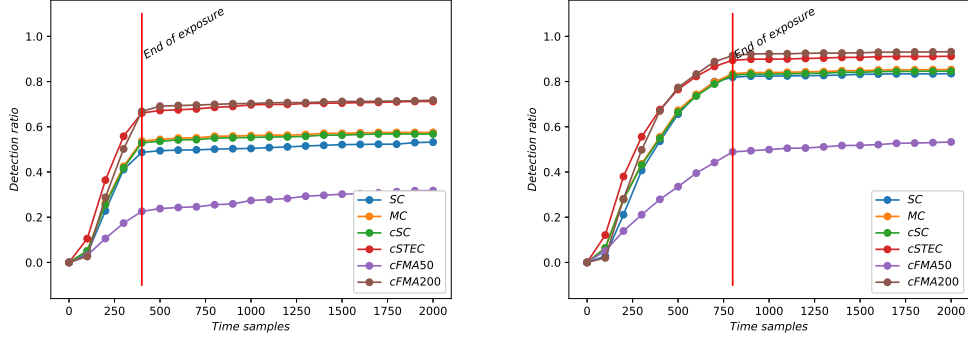 1.0
0.8
0.6
0.4
0.2
0.0
Detection ratio
End of exposure
SC
MC
cSC
cSTEC
cFMA50
cFMA200
0 250 500 750 1000 1250 1500 1750 2000
Time samples
1.0
0.8
0.6
0.4
0.2
0.0
Detection ratio
End of exposure
SC
MC
cSC
cSTEC
cFMA50
cFMA200
0 250 500 750 1000 1250 1500 1750 2000
Time samples